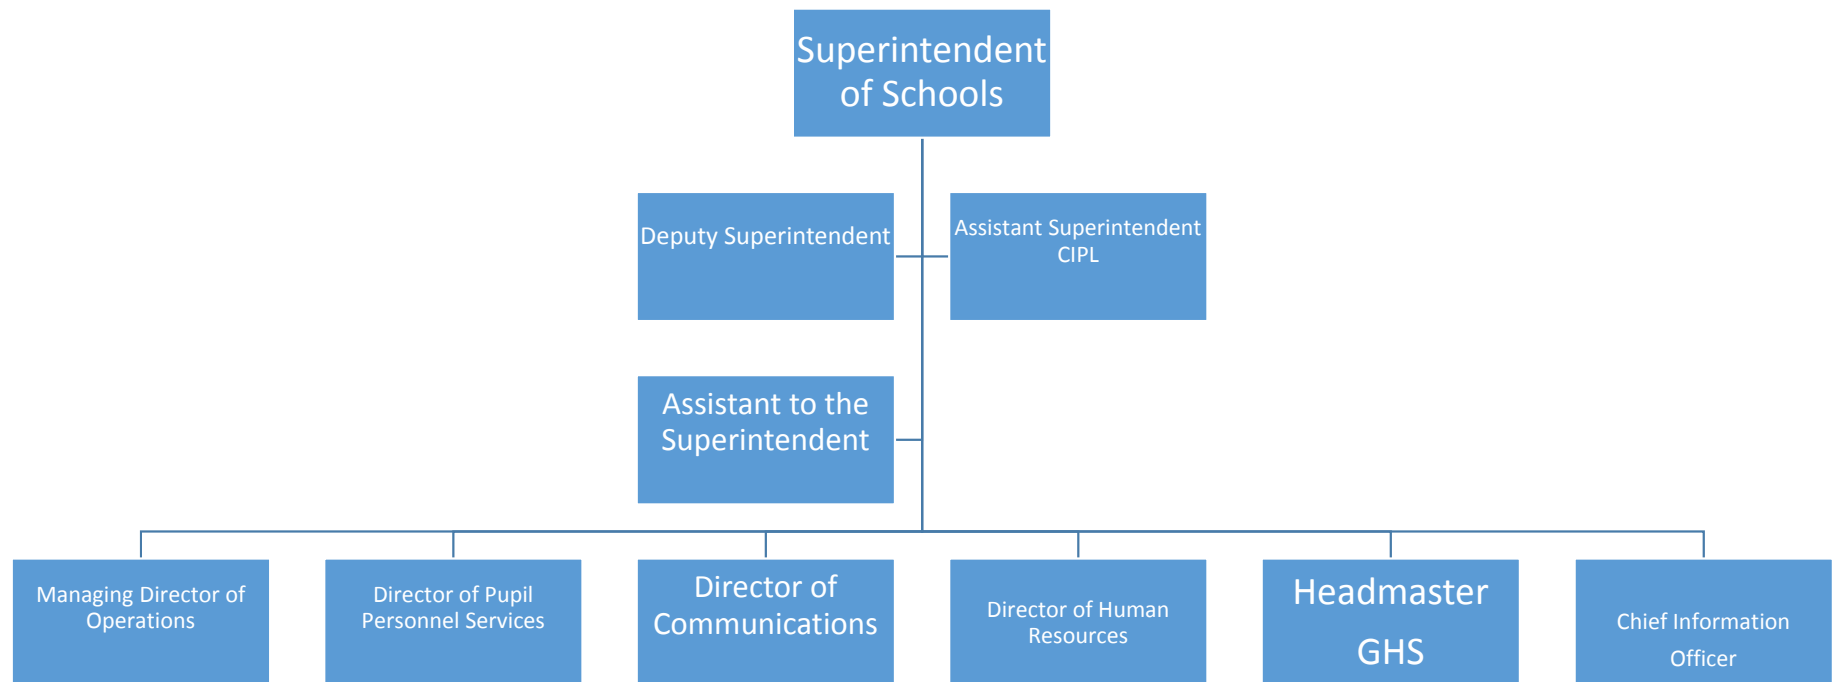 Superintendent
of Schools
Deputy Superintendent
Assistant Superintendent
CIPL
Assistant to the
Superintendent
Managing Director of
Operations
Director of Pupil
Personnel Services
Director of
Communications
Director of Human
Resources
Headmaster
GHS
Chief Information
Officer